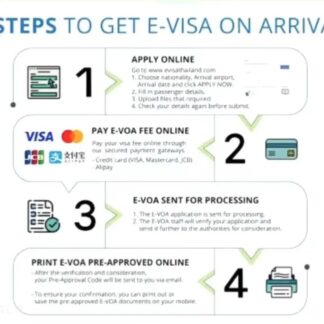 STEPS TO GET E-VISA ON ARRIVA
1
APPLY ONLINE
Go to www.evisathailand.com
1. Choose nationality, Arrival airport,
Arrival date and click APPLY NOW.
2. Fill in passenger details.
3. Upload files that required
4. Check your details again before submit.
PAY E-VOA FEE ONLINE
VISA
Pay your visa fee online through
our secured payment gateways.
- Credit card (VISA, Mastercard, JCB)
- Alipay
JCB 支付宝
2
3
E-VOA SENT FOR PROCESSING
1. The E-VOA application is sent for processing.
2. The E-VOA staff will verify your application and
send it further to the authorities for consideration.
PRINT E-VOA PRE-APPROVED ONLINE
- After the verification and consideration,
your Pre-Approval Code will be sent to you via email.
- To ensure your confirmation, you can print out or
save the pre approved E-VOA documents on your mobile.
4